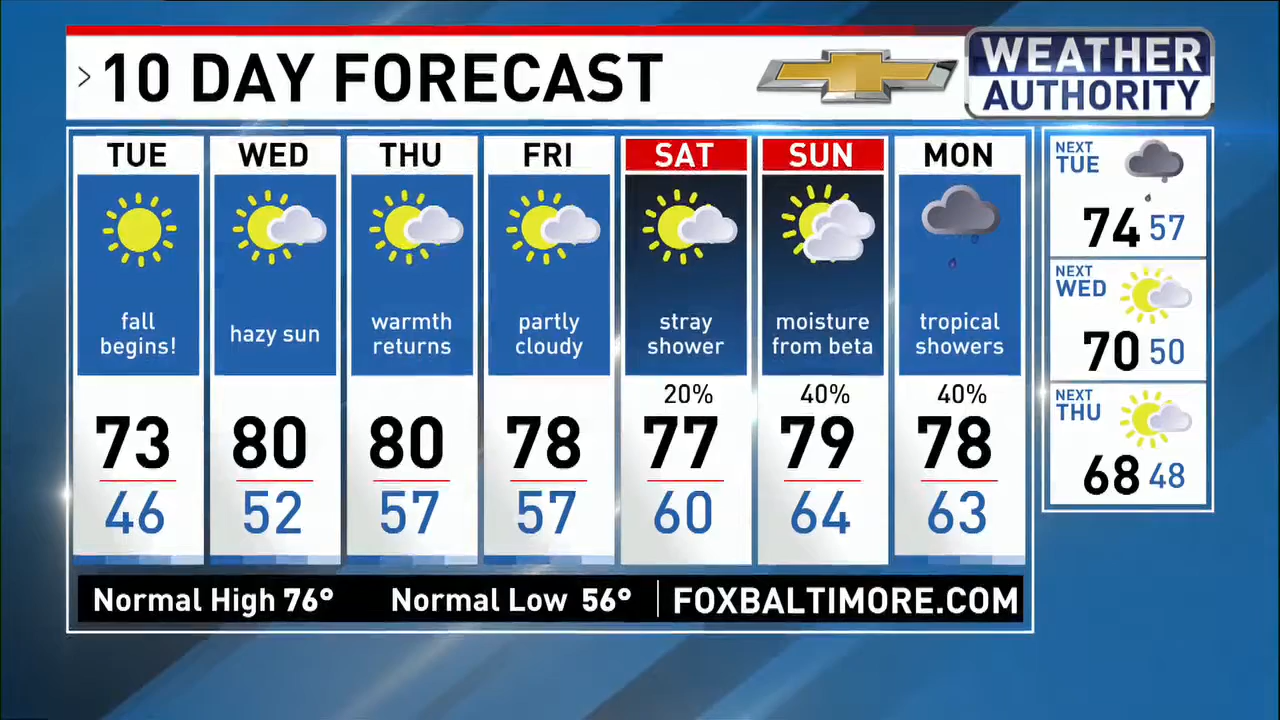 > 10 DAY FORECAST
WEATHER
AUTHORITY
TUE
fall
begins!
73
46
WED
hazy sun
80
52
THU
warmth
returns
80
57
FRI
partly
cloudy
78
57
SAT
stray
shower
20%
77
60
SUN
moisture
from beta
40%
79
64
MON
tropical
showers
40%
78
63
NEXT
TUE
74 57
NEXT
WED
70 50
NEXT
THU
68 48
Normal High 76° Normal Low 56° FOXBALTIMORE.COM